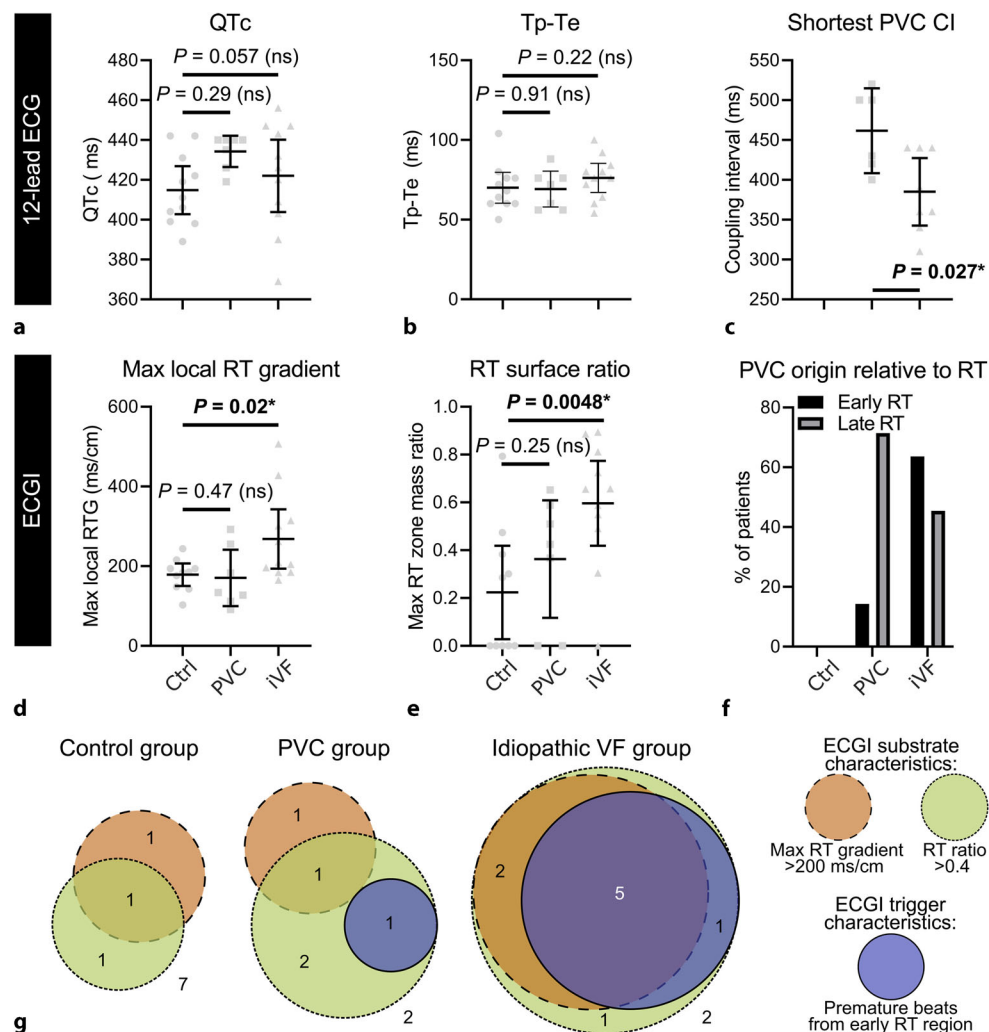 12-lead ECG
QTc
P = 0.057 (ns)
P = 0.29 (ns)
QTc ( ms)
480
460
440
420
400
380
360
a
Tp-Te
P = 0.22 (ns)
P = 0.91 (ns)
Tp-Te (ms)
150
100
50
0
b
Shortest PVC CI
Coupling interval (ms)
550
500
450
400
350
300
250
P = 0.027*
c
ECGI
Max local RT gradient
P = 0.02*
P = 0.47 (ns)
Max local RTG (ms/cm)
600
400
200
0
Ctrl
PVC
iVF
d
RT surface ratio
P = 0.0048*
P = 0.25 (ns)
Max RT zone mass ratio
1.0
0.8
0.6
0.4
0.2
0.0
Ctrl
PVC
iVF
e
PVC origin relative to RT
Early RT
Late RT
% of patients
80
60
40
20
0
Ctrl
PVC
iVF
f
Control group
1
1
1
7
PVC group
1
1
1
2
2
Idiopathic VF group
2
5
1
1
2
ECGI substrate
characteristics:
Max RT gradient
>200 ms/cm
RT ratio
>0.4
ECGI trigger
characteristics:
Premature beats
from early RT region
g